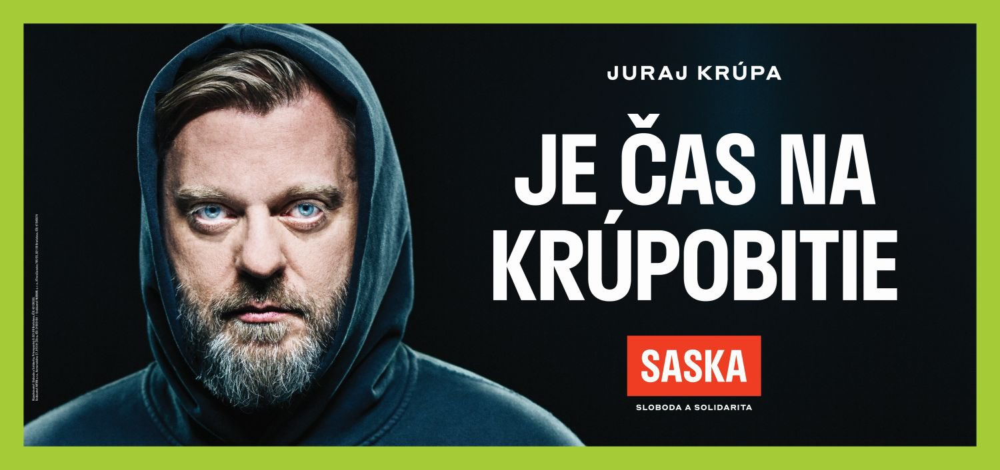 JURAJ KRÚPA
JE ČAS NA
KRÚPOBITIE
SASKA
SLOBODA A SOLIDARITA